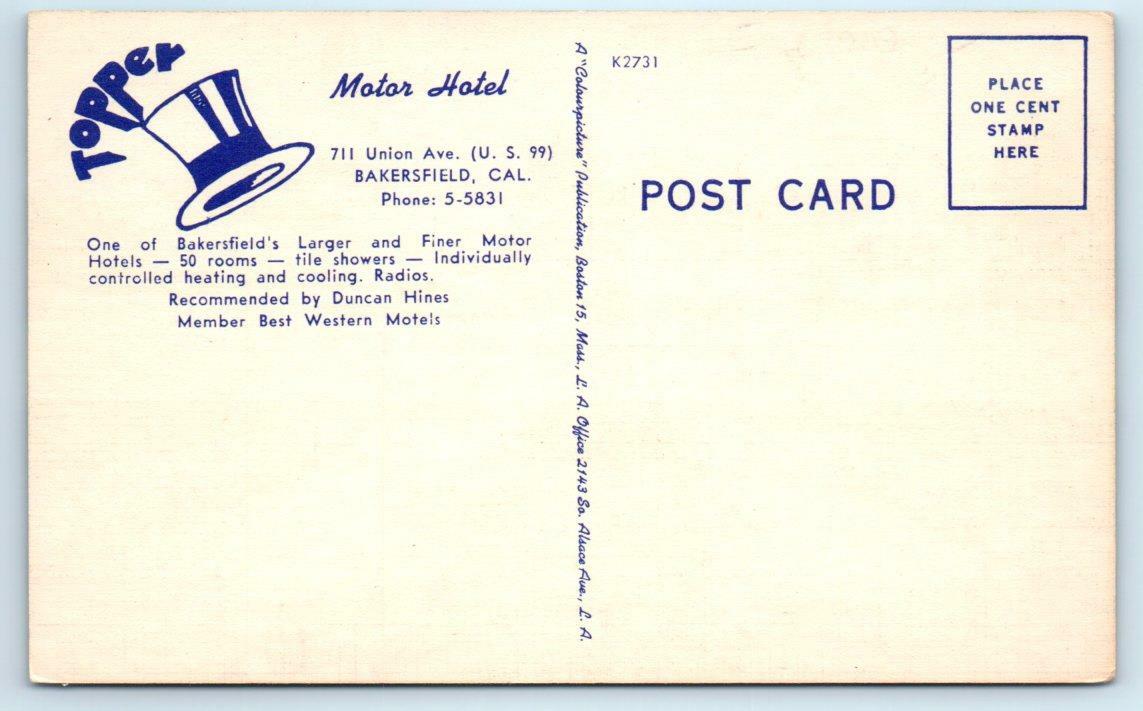 Topper
Motor Hotel
711 Union Ave. (U. S. 99)
BAKERSFIELD, CAL.
Phone: 5-5831
One of Bakersfield's Larger and Finer Motor
Hotels — 50 rooms — tile showers — Individually
controlled heating and cooling. Radios.
Recommended by Duncan Hines
Member Best Western Motels
A "Colourpicture" Publication, Boston 15, Mass., L. A. Office 2143 So. Alsace Ave., L. A.
K2731
POST CARD
PLACE
ONE CENT
STAMP
HERE